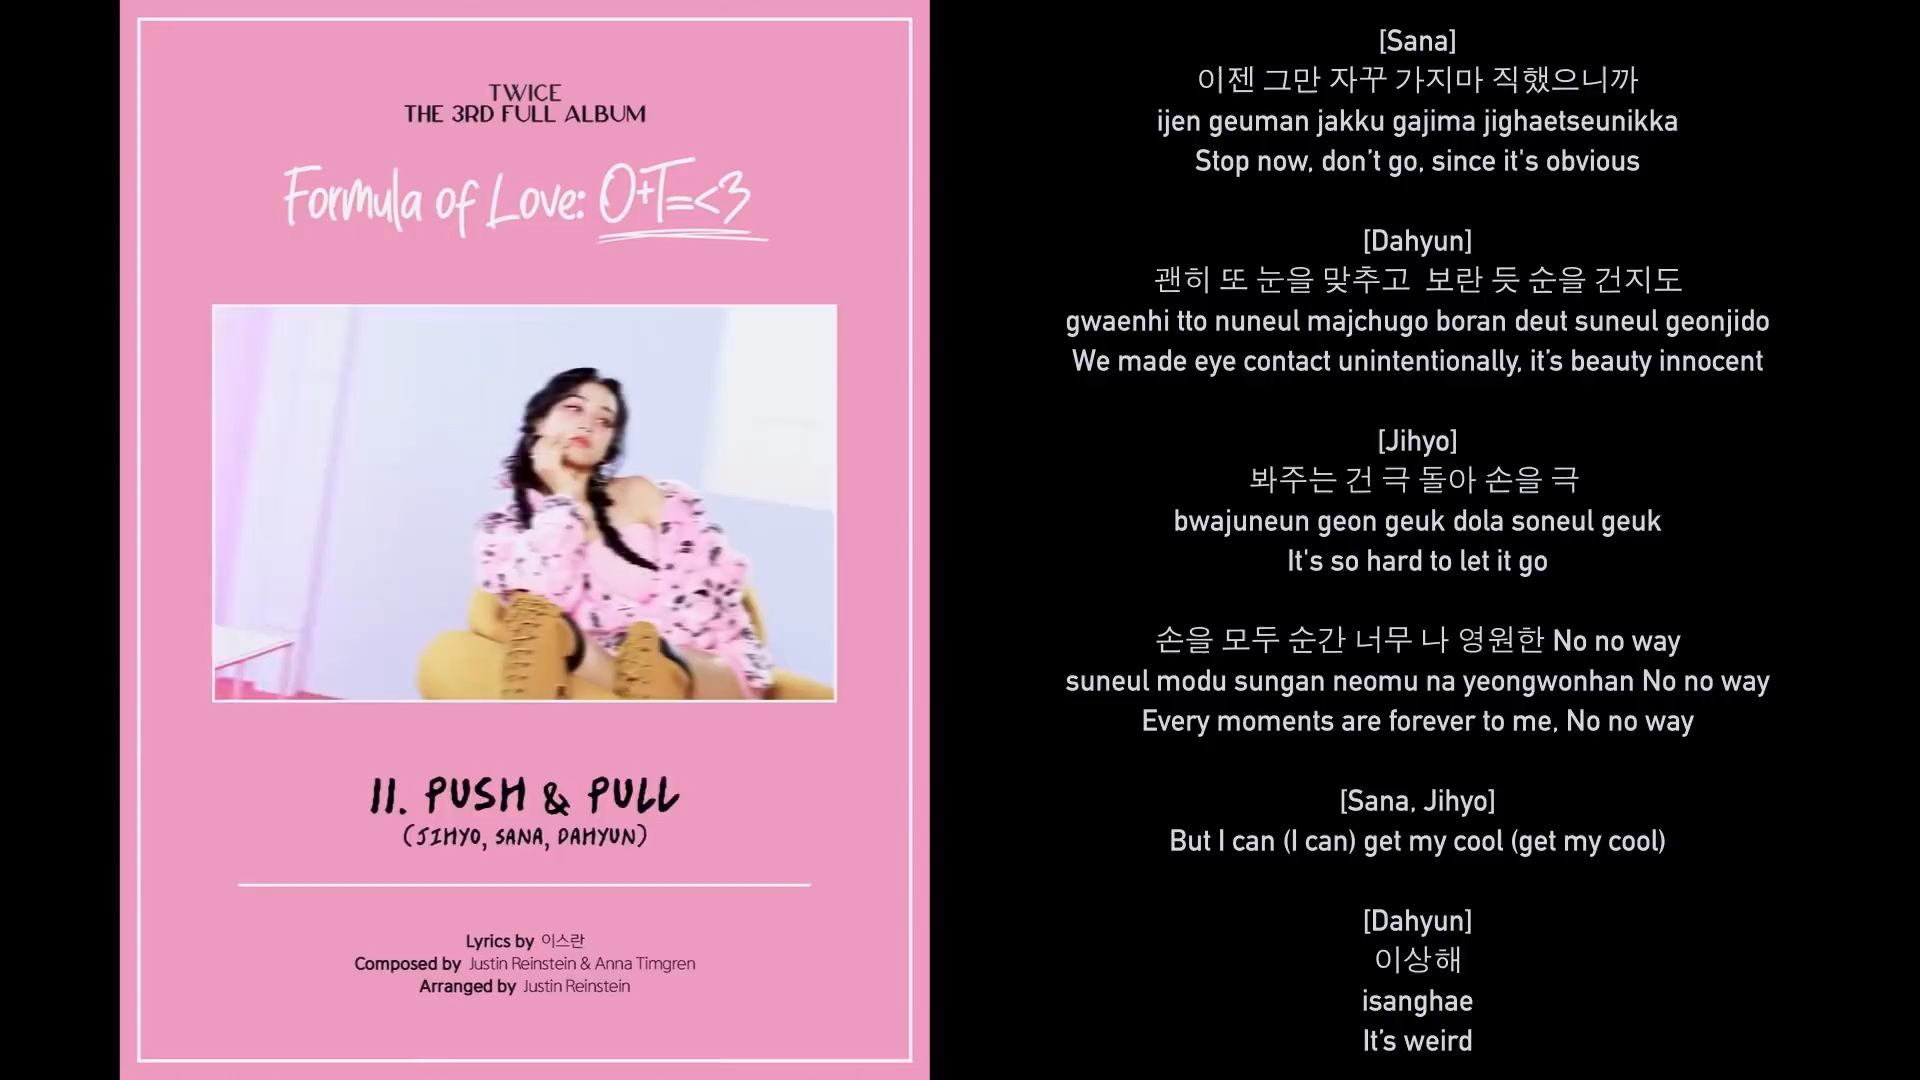 TWICE
THE 3RD FULL ALBUM
Formula of Love: O+T=<3
11. PUSH & PULL
(JIHYO, SANA, DAHYUN)
Lyrics by 이스란
Composed by Justin Reinstein & Anna Timgren
Arranged by Justin Reinstein
[Sana]
이젠 그만 자꾸 가지마 직했으니까
ijen geuman jakku gajima jighaetseunikka
Stop now, don’t go, since it's obvious
[Dahyun]
괜히 또 눈을 맞추고 보란 듯 순을 건지도
gwaenhi tto nuneul majchugo boran deut suneul geonjido
We made eye contact unintentionally, it’s beauty innocent
[Jihyo]
봐주는 건 극 돌아 손을 극
bwajuneun geon geuk dola soneul geuk
It's so hard to let it go
손을 모두 순간 너무 나 영원한 No no way
suneul modu sungan neomu na yeongwonhan No no way
Every moments are forever to me, No no way
[Sana, Jihyo]
But I can (I can) get my cool (get my cool)
[Dahyun]
이상해
isanghae
It’s weird